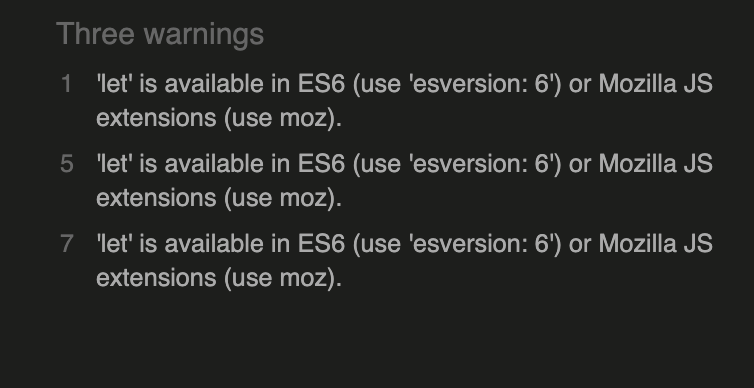 Three warnings
1 'let' is available in ES6 (use 'esversion: 6') or Mozilla JS
extensions (use moz).
5 'let' is available in ES6 (use 'esversion: 6') or Mozilla JS
extensions (use moz).
7 'let' is available in ES6 (use 'esversion: 6') or Mozilla JS
extensions (use moz).